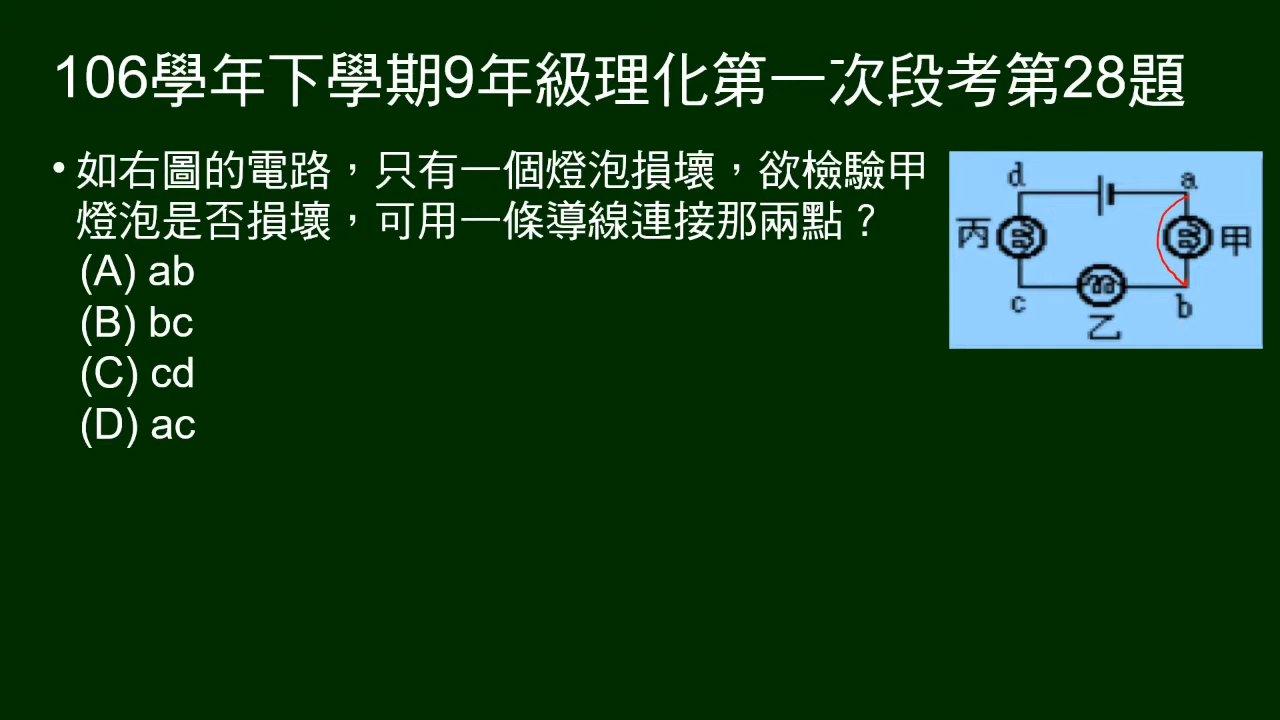 106學年下學期9年級理化第一次段考第28題
• 如右圖的電路，只有一個燈泡損壞，欲檢驗甲
燈泡是否損壞，可用一條導線連接那兩點？
(A) ab
(B) bc
(C) cd
(D) ac
d
a
丙
甲
c
b
乙